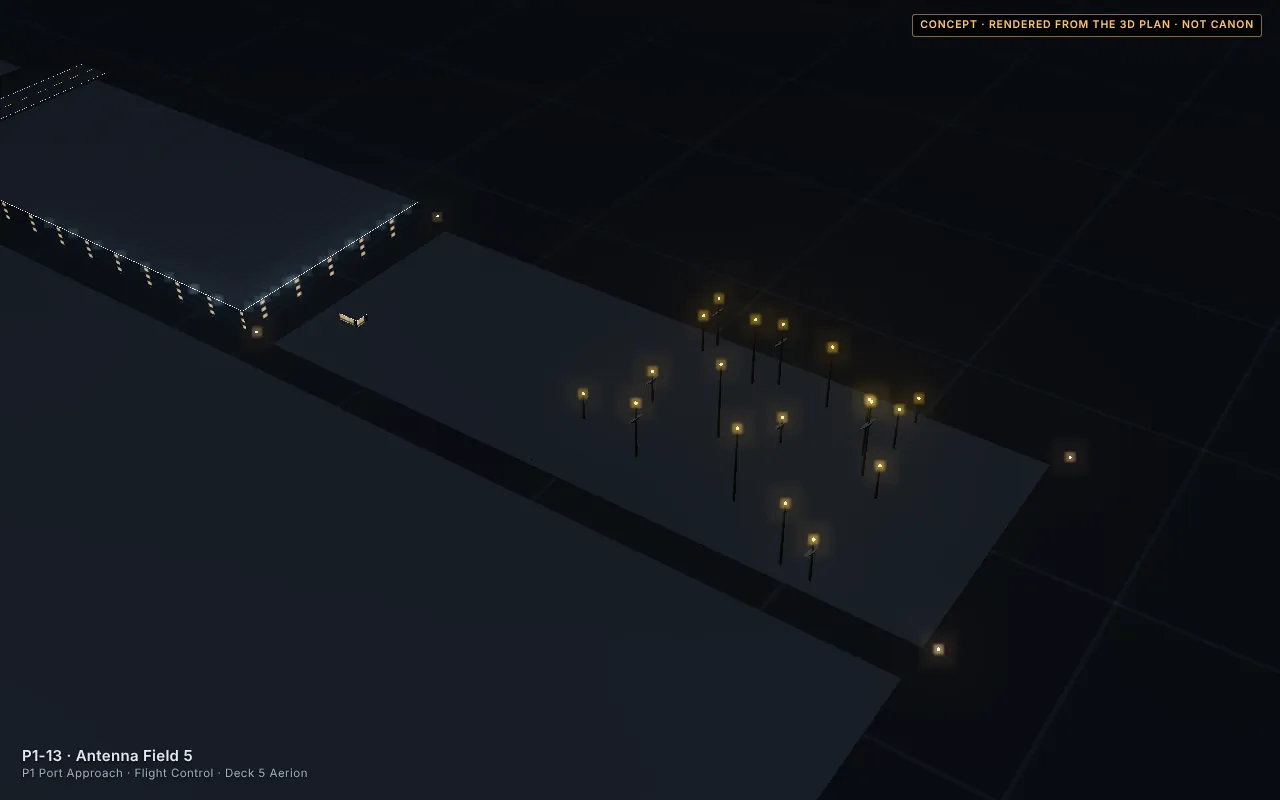 CONCEPT · RENDERED FROM THE 3D PLAN · NOT CANON
P1-13 · Antenna Field 5
P1 Port Approach · Flight Control · Deck 5 Aerion